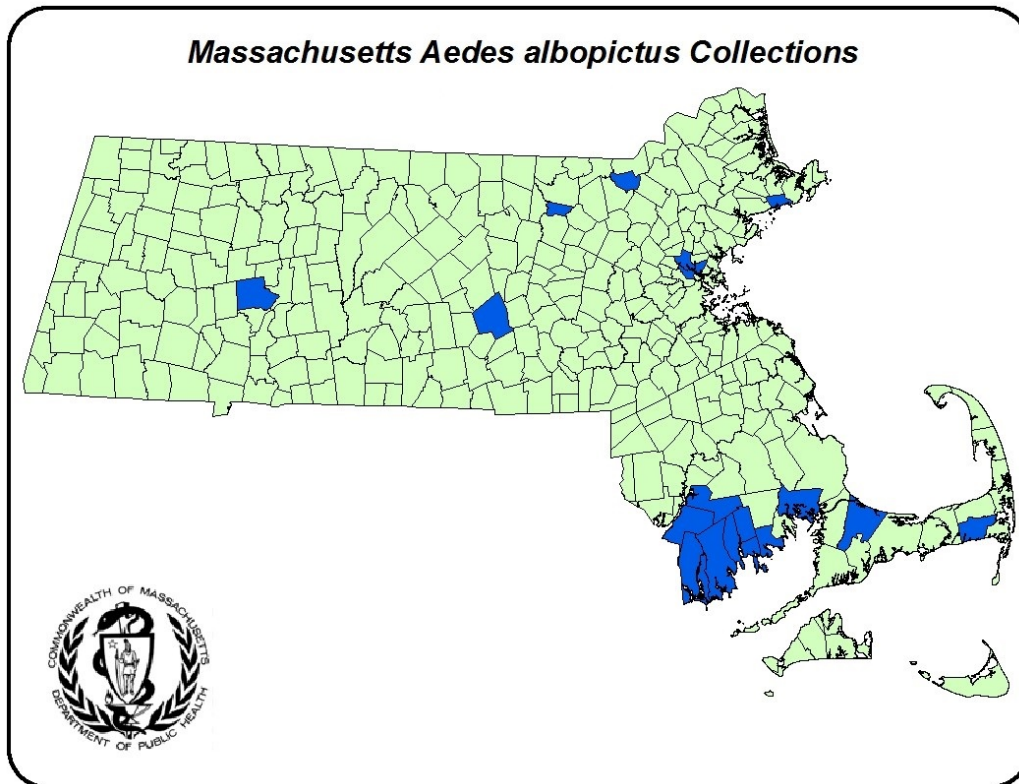 Massachusetts Aedes albopictus Collections
COMMONWEALTH OF MASSACHUSETTS
DEPARTMENT OF PUBLIC HEALTH